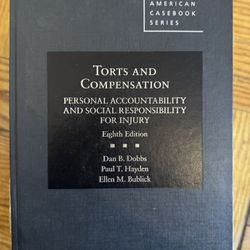 AMERICAN
CASEBOOK
SERIES
TORTS AND
COMPENSATION
PERSONAL ACCOUNTABILITY
AND SOCIAL RESPONSIBILITY
FOR INJURY
Eighth Edition
Dan B. Dobbs
Paul T. Hayden
Ellen M. Bublick